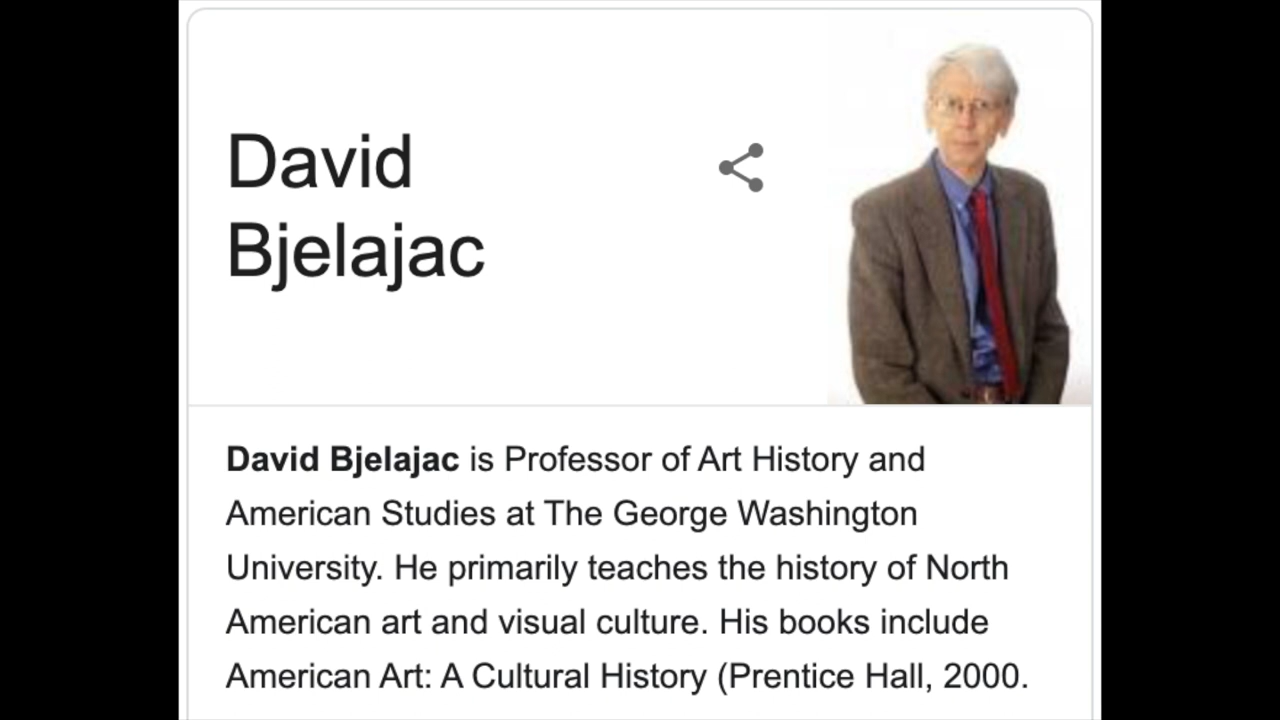 David
Bjelajac
David Bjelajac is Professor of Art History and
American Studies at The George Washington
University. He primarily teaches the history of North
American art and visual culture. His books include
American Art: A Cultural History (Prentice Hall, 2000.